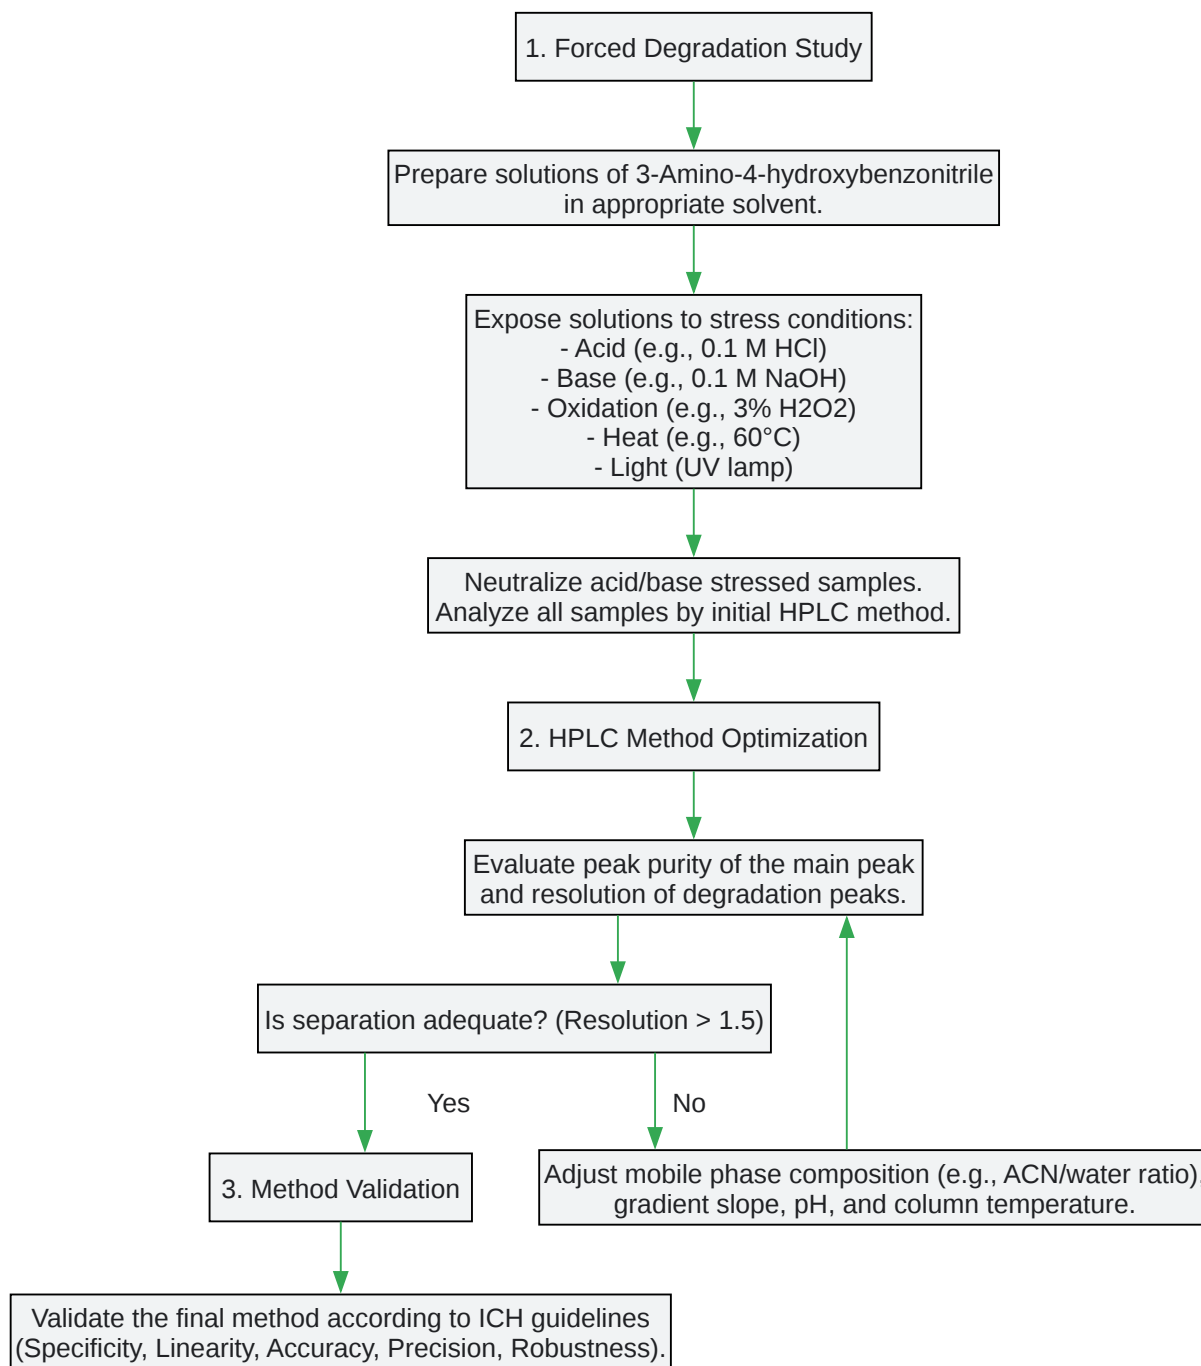 1. Forced Degradation Study
Prepare solutions of 3-Amino-4-hydroxybenzonitrile
in appropriate solvent.
Expose solutions to stress conditions:
- Acid (e.g., 0.1 M HCl)
- Base (e.g., 0.1 M NaOH)
- Oxidation (e.g., 3% H2O2)
- Heat (e.g., 60°C)
- Light (UV lamp)
Neutralize acid/base stressed samples.
Analyze all samples by initial HPLC method.
2. HPLC Method Optimization
Evaluate peak purity of the main peak
and resolution of degradation peaks.
Is separation adequate? (Resolution > 1.5)
Yes
No
3. Method Validation
Adjust mobile phase composition (e.g., ACN/water ratio),
gradient slope, pH, and column temperature.
Validate the final method according to ICH guidelines
(Specificity, Linearity, Accuracy, Precision, Robustness).